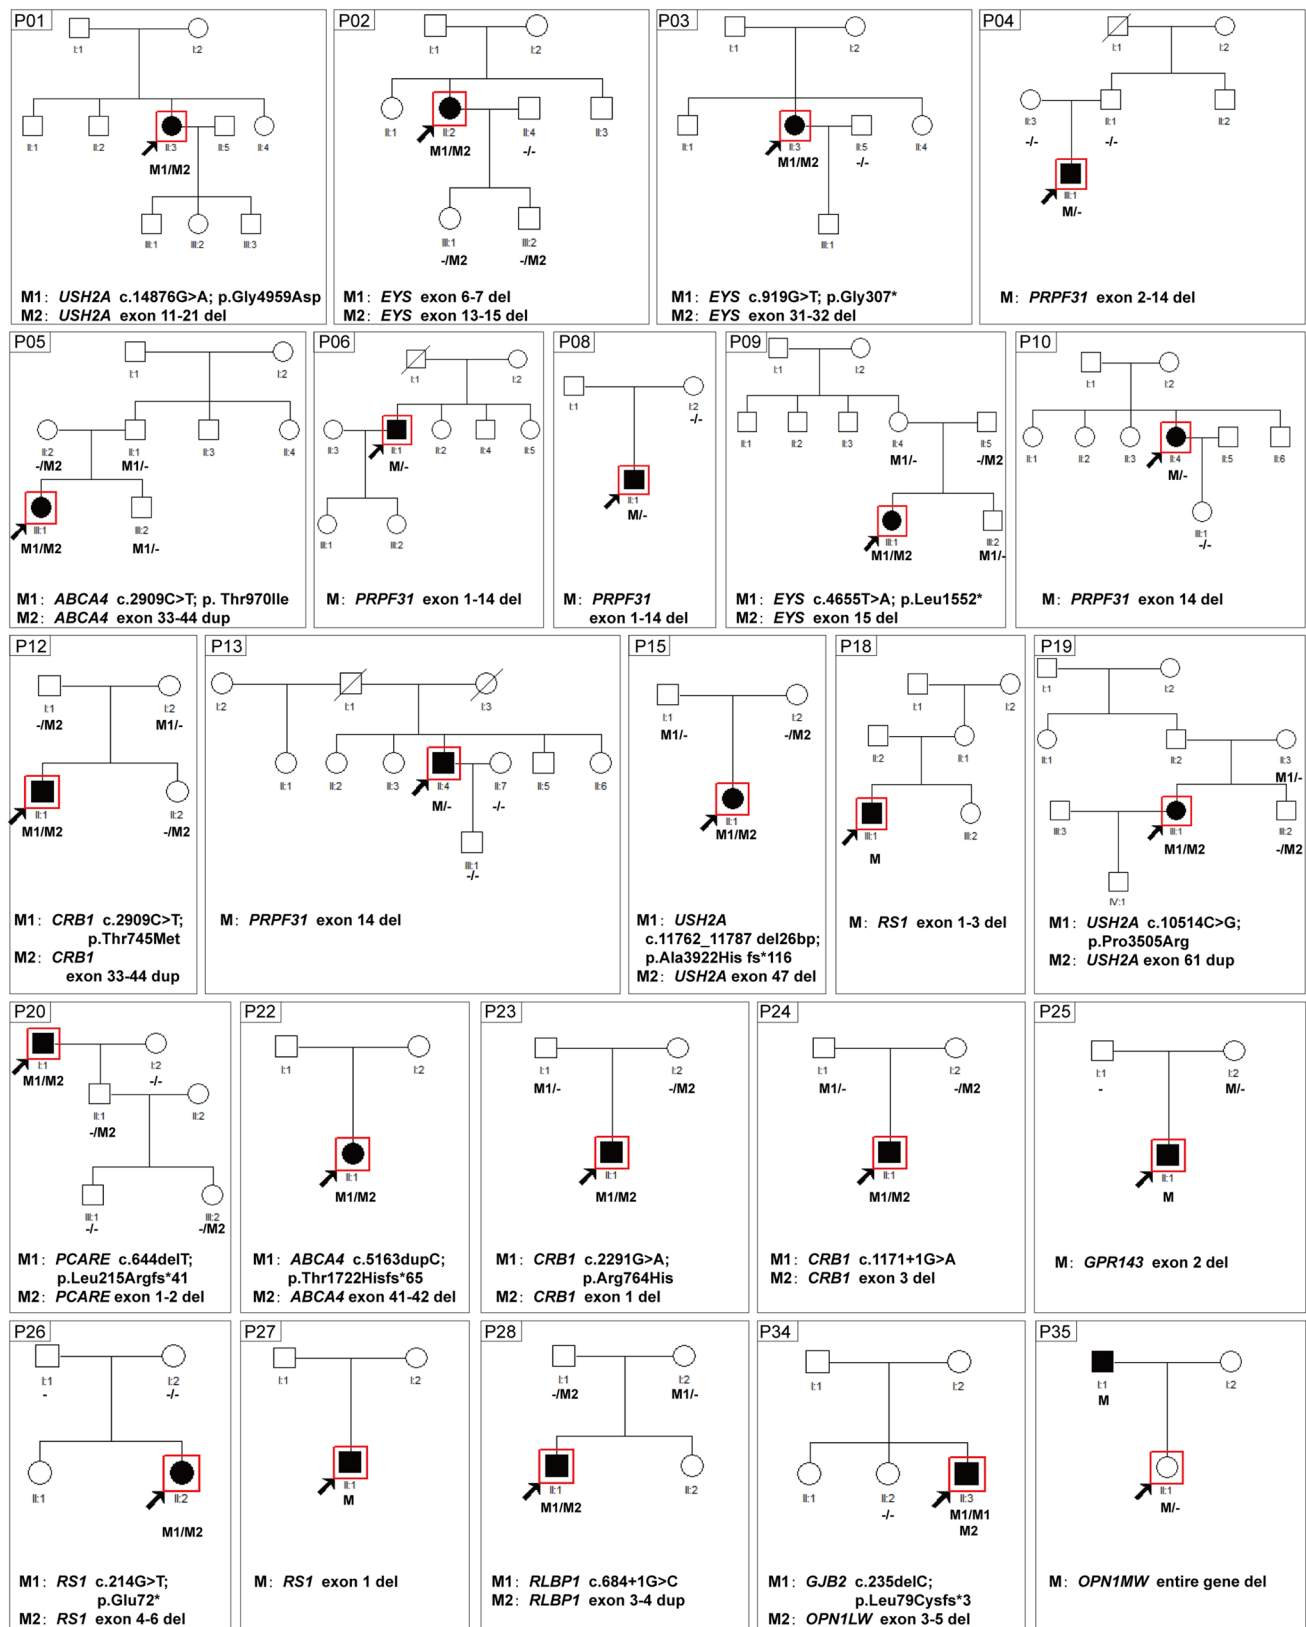 P01
I:1
I:2
II:1
II:2
II:3
II:5
II:4
M1/M2
III:1
III:2
III:3
M1: USH2A c.14876G>A; p.Gly4959Asp
M2: USH2A exon 11-21 del
P02
I:1
I:2
II:1
II:2
II:4
II:3
M1/M2
-/-
III:1
III:2
-/M2
-/M2
M1: EYS exon 6-7 del
M2: EYS exon 13-15 del
P03
I:1
I:2
II:1
II:3
II:5
II:4
M1/M2
-/-
III:1
M1: EYS c.919G>T; p.Gly307*
M2: EYS exon 31-32 del
P04
I:1
I:2
II:3
II:1
II:2
-/-
-/-
III:1
M/-
M: PRPF31 exon 2-14 del
P05
I:1
I:2
II:2
II:1
II:3
II:4
-/M2
M1/-
III:1
III:2
M1/M2
M1/-
M1: ABCA4 c.2909C>T; p. Thr970Ile
M2: ABCA4 exon 33-44 dup
P06
I:1
I:2
II:3
II:1
II:2
II:4
II:5
M/-
III:1
III:2
M: PRPF31 exon 1-14 del
P08
I:1
I:2
-/-
II:1
M/-
M: PRPF31
exon 1-14 del
P09
I:1
I:2
II:1
II:2
II:3
II:4
II:5
M1/-
-/M2
III:1
III:2
M1/M2
M1/-
M1: EYS c.4655T>A; p.Leu1552*
M2: EYS exon 15 del
P10
I:1
I:2
II:1
II:2
II:3
II:4
II:5
II:6
M/-
III:1
-/-
M: PRPF31 exon 14 del
P12
I:1
I:2
-/M2
M1/-
II:1
II:2
M1/M2
-/M2
M1: CRB1 c.2909C>T;
p.Thr745Met
M2: CRB1
exon 33-44 dup
P13
I:2
I:1
I:3
II:1
II:2
II:3
II:4
II:7
II:5
II:6
M/-
-/-
III:1
-/-
M: PRPF31 exon 14 del
P15
I:1
I:2
M1/-
-/M2
II:1
M1/M2
M1: USH2A
c.11762_11787 del26bp;
p.Ala3922His fs*116
M2: USH2A exon 47 del
P18
I:1
I:2
II:2
II:1
III:1
III:2
M
M: RS1 exon 1-3 del
P19
I:1
I:2
II:1
II:2
II:3
M1/-
III:3
III:1
III:2
M1/M2
-/M2
IV:1
M1: USH2A c.10514C>G;
p.Pro3505Arg
M2: USH2A exon 61 dup
P20
I:1
I:2
M1/M2
-/-
II:1
II:2
-/M2
III:1
III:2
-/-
-/M2
M1: PCARE c.644delT;
p.Leu215Argfs*41
M2: PCARE exon 1-2 del
P22
I:1
I:2
II:1
M1/M2
M1: ABCA4 c.5163dupC;
p.Thr1722Hisfs*65
M2: ABCA4 exon 41-42 del
P23
I:1
I:2
M1/-
-/M2
II:1
M1/M2
M1: CRB1 c.2291G>A;
p.Arg764His
M2: CRB1 exon 1 del
P24
I:1
I:2
M1/-
-/M2
II:1
M1/M2
M1: CRB1 c.1171+1G>A
M2: CRB1 exon 3 del
P25
I:1
I:2
-
M/-
II:1
M
M: GPR143 exon 2 del
P26
I:1
I:2
-
-/-
II:1
II:2
M1/M2
M1: RS1 c.214G>T;
p.Glu72*
M2: RS1 exon 4-6 del
P27
I:1
I:2
II:1
M
M: RS1 exon 1 del
P28
I:1
I:2
-/M2
M1/-
II:1
II:2
M1/M2
M1: RLBP1 c.684+1G>C
M2: RLBP1 exon 3-4 dup
P34
I:1
I:2
II:1
II:2
II:3
-/-
M1/M1
M2
M1: GJB2 c.235delC;
p.Leu79Cysfs*3
M2: OPN1LW exon 3-5 del
P35
I:1
I:2
M
II:1
M/-
M: OPN1MW entire gene del